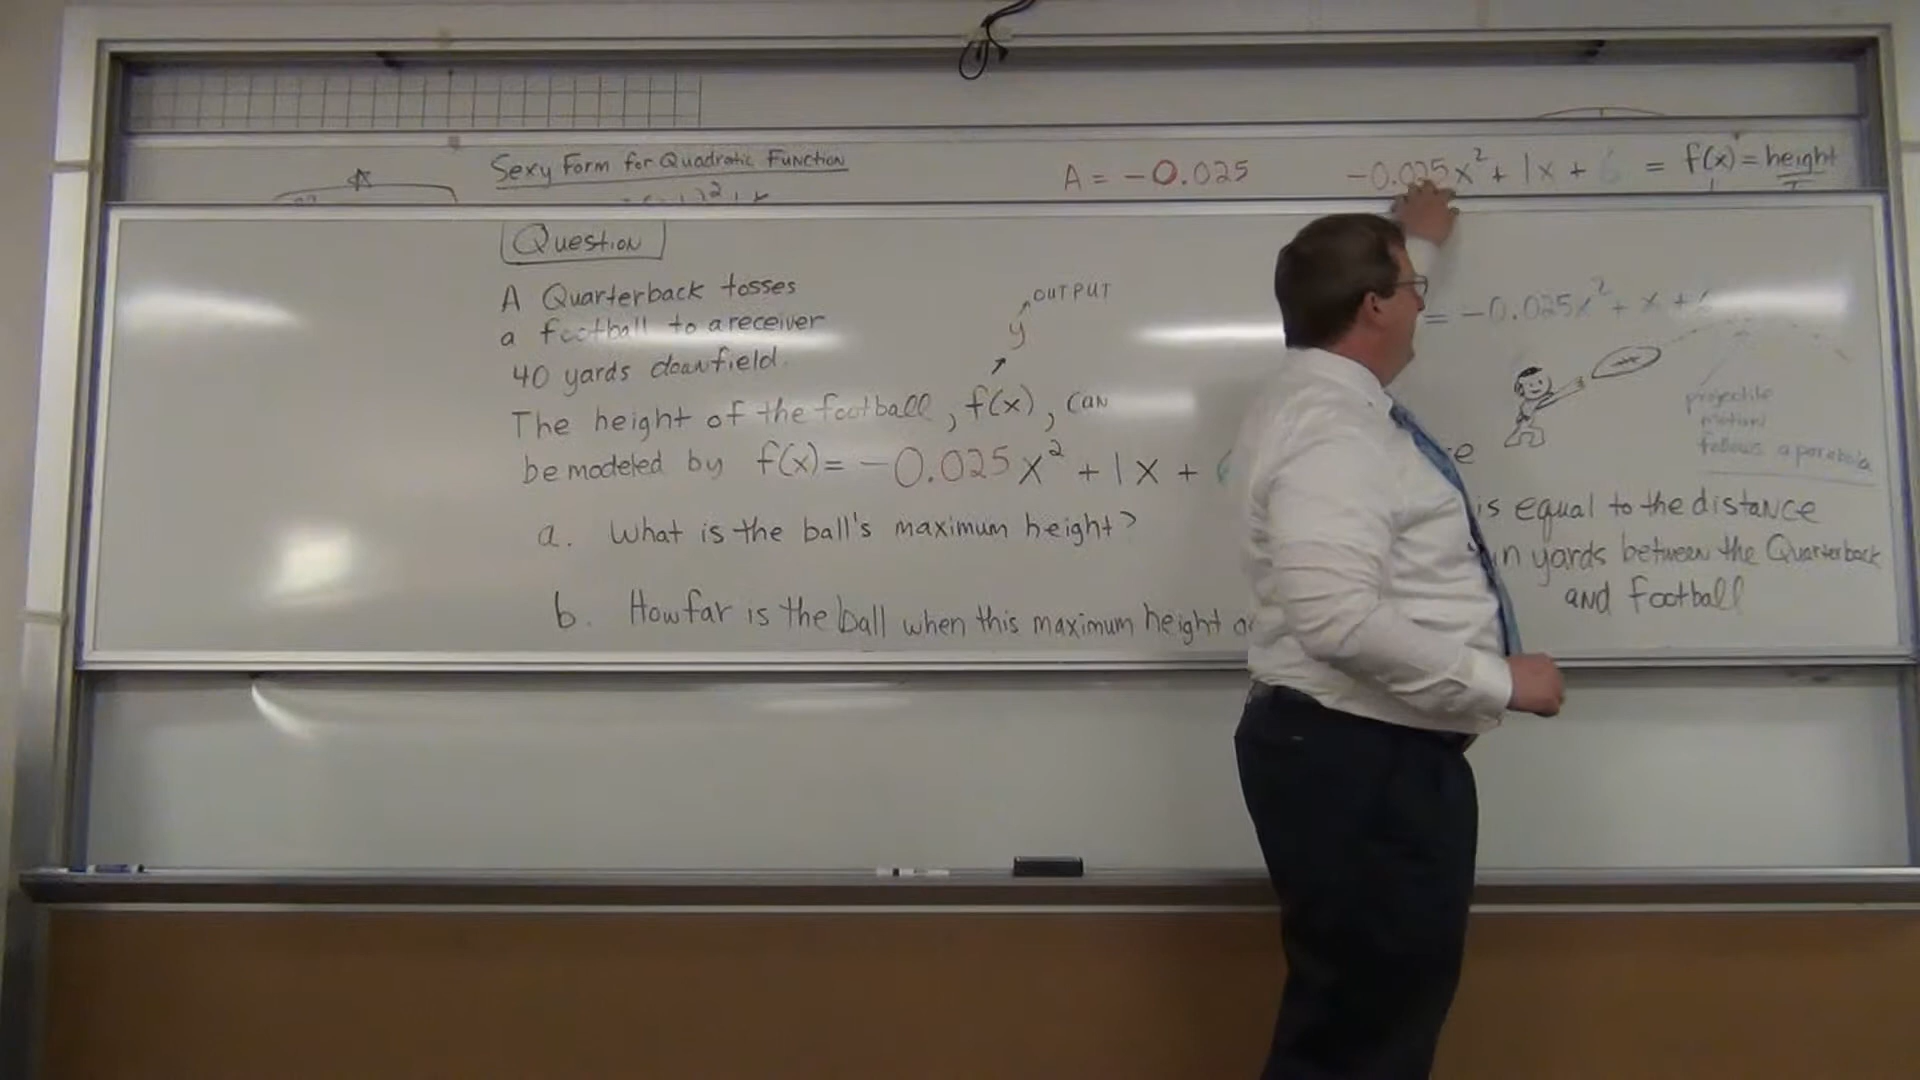 Sexy Form for Quadratic Function
A = -0.025
-0.025x² + 1x + 6 = f(x) = height
Question
A Quarterback tosses
a football to a receiver
40 yards downfield.
The height of the football, f(x), can
be modeled by f(x) = -0.025x² + 1x + 6
y
OUTPUT
a. What is the ball's maximum height?
b. How far is the ball when this maximum height
= -0.025x² + x + 6
projectile
motion
follows a parabola
is equal to the distance
in yards between the Quarterback
and football